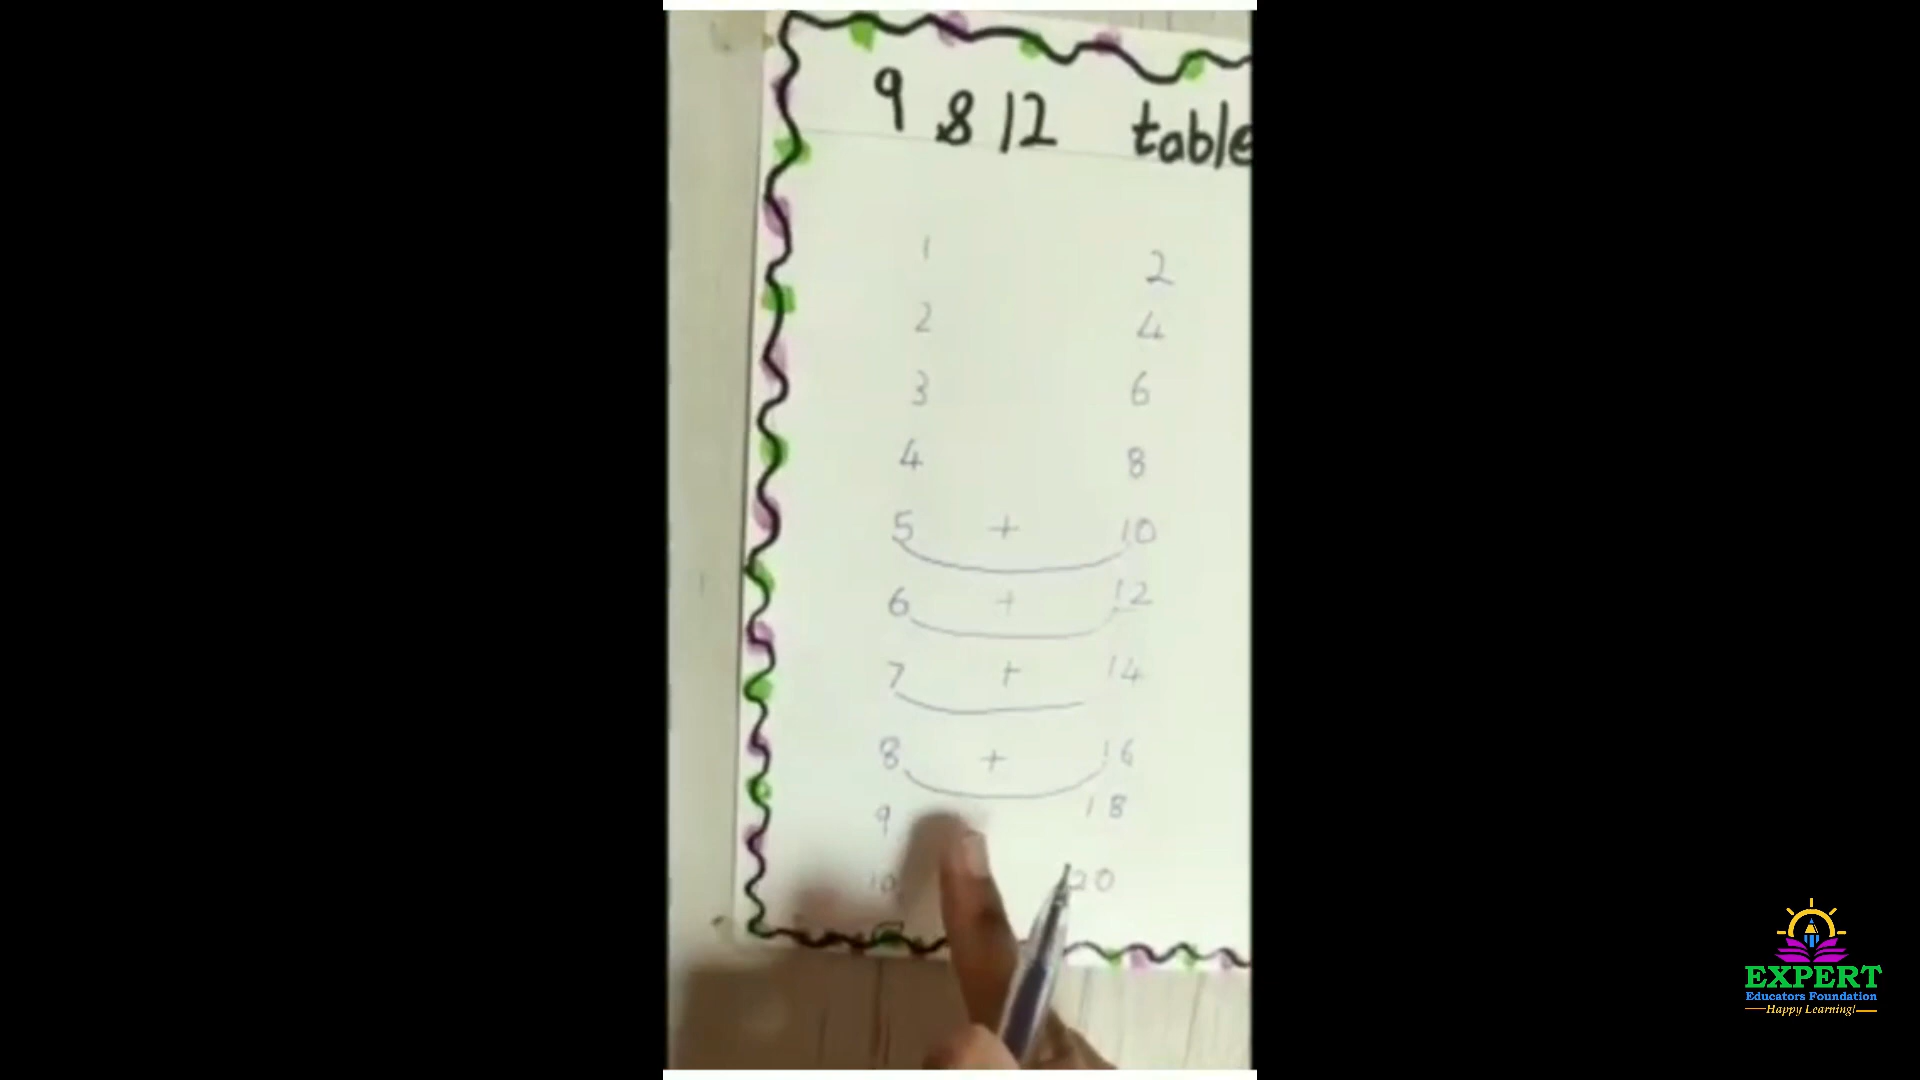 9 8 12 table
1 2
2 4
3 6
4 8
5 + 10
6 + 12
7 + 14
8 + 16
9 18
10 20
EXPERT
Educators Foundation
Happy Learning!